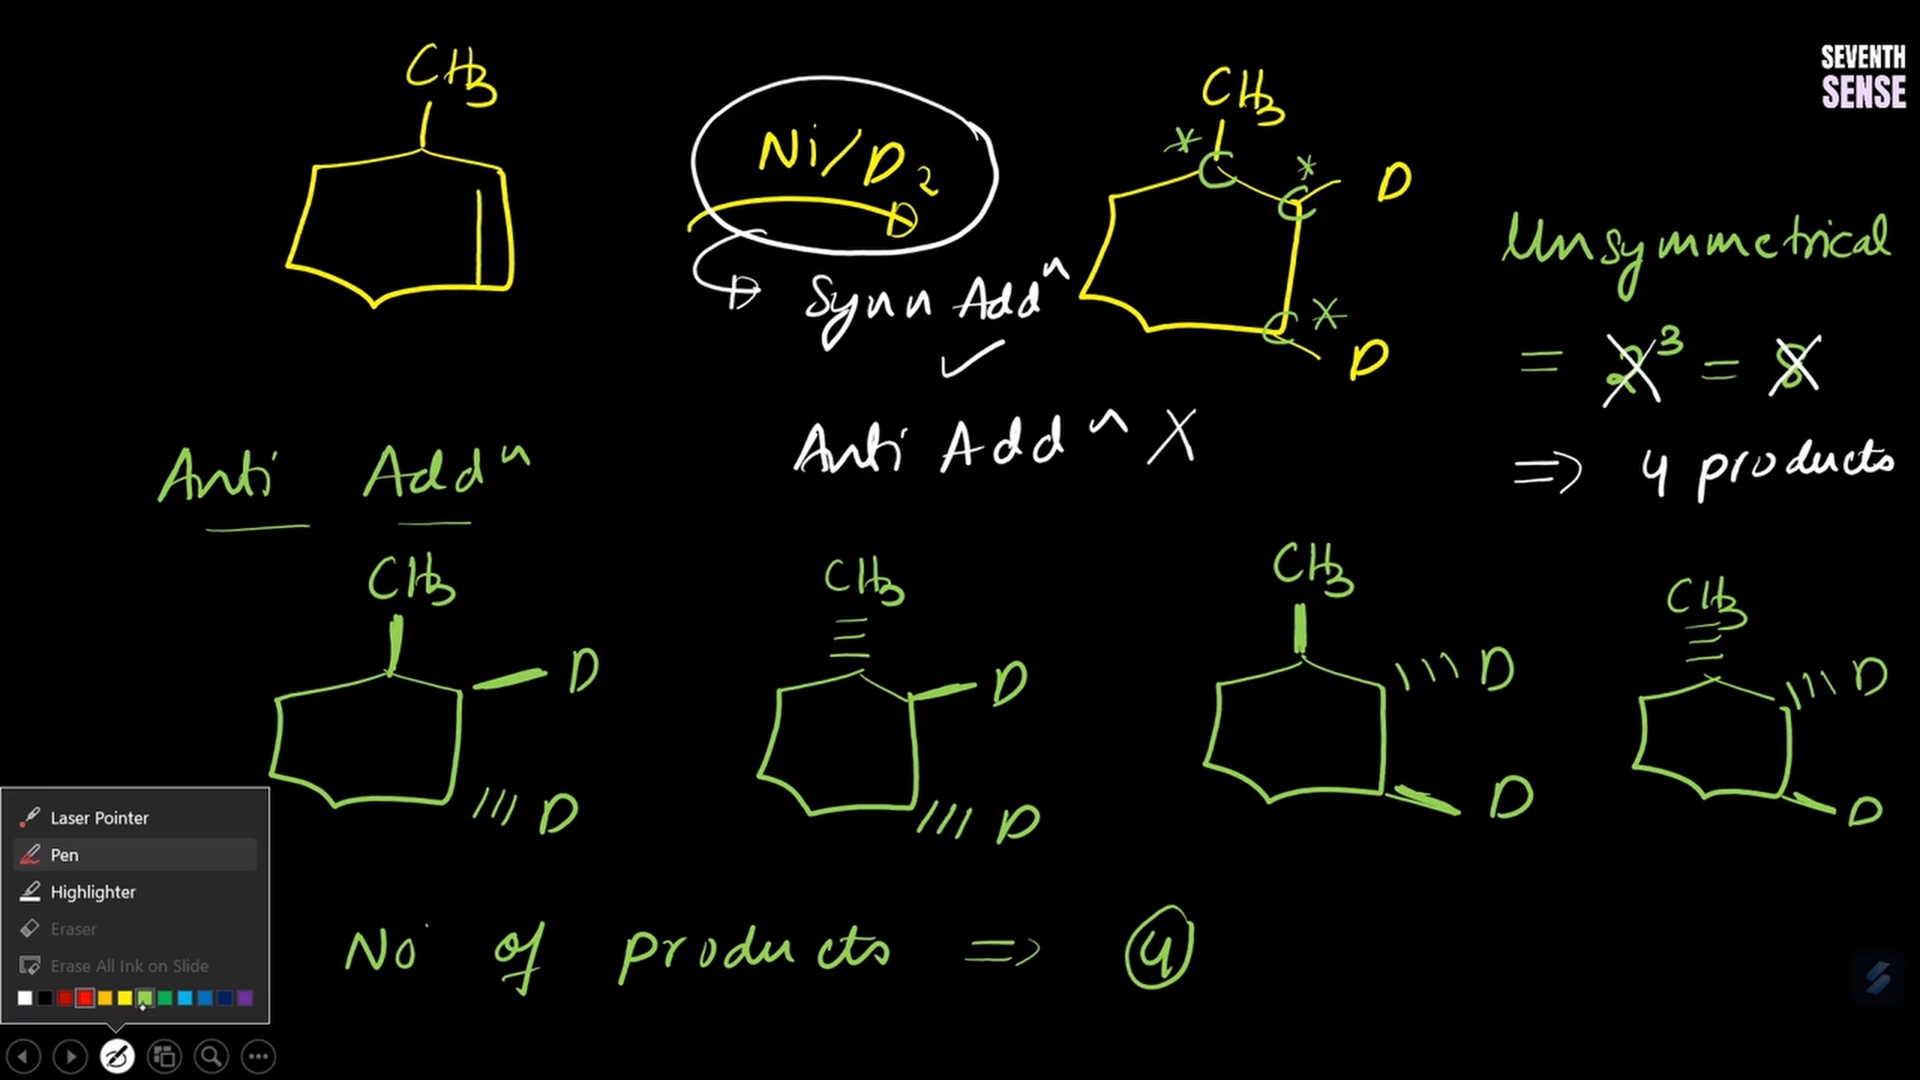 SEVENTH
SENSE
CH3
Ni/D2
CH3
*
*
D
*
D
Synn Addn
✓
Anti Addn X
Unsymmetrical
= 2^3 = 8
=> 4 products
Anti Addn
CH3
D
D
CH3
D
D
CH3
D
D
CH3
D
D
No of products => 4
Laser Pointer
Pen
Highlighter
Eraser
Erase All Ink on Slide